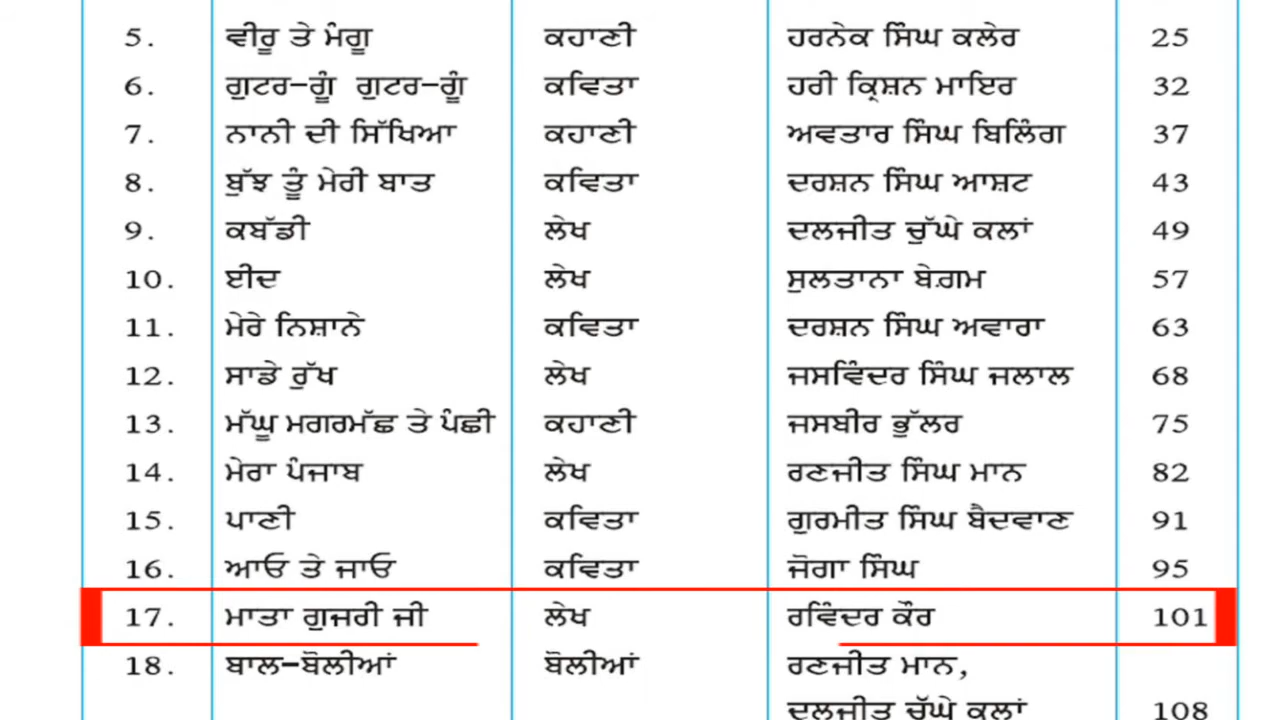 5. ਵੀਰੂ ਤੇ ਮੰਗੂ ਕਹਾਣੀ ਹਰਨੇਕ ਸਿੰਘ ਕਲੇਰ 25
6. ਗੁਟਰ-ਗੂੰ ਗੁਟਰ-ਗੂੰ ਕਵਿਤਾ ਹਰੀ ਕ੍ਰਿਸ਼ਨ ਮਾਇਰ 32
7. ਨਾਨੀ ਦੀ ਸਿੱਖਿਆ ਕਹਾਣੀ ਅਵਤਾਰ ਸਿੰਘ ਬਿਲਿੰਗ 37
8. ਬੁੱਝ ਤੂੰ ਮੇਰੀ ਬਾਤ ਕਵਿਤਾ ਦਰਸ਼ਨ ਸਿੰਘ ਆਸ਼ਟ 43
9. ਕਬੱਡੀ ਲੇਖ ਦਲਜੀਤ ਚੁੱਘੇ ਕਲਾਂ 49
10. ਈਦ ਲੇਖ ਸੁਲਤਾਨਾ ਬੇਗ਼ਮ 57
11. ਮੇਰੇ ਨਿਸ਼ਾਨੇ ਕਵਿਤਾ ਦਰਸ਼ਨ ਸਿੰਘ ਅਵਾਰਾ 63
12. ਸਾਡੇ ਰੁੱਖ ਲੇਖ ਜਸਵਿੰਦਰ ਸਿੰਘ ਜਲਾਲ 68
13. ਮੱਘੂ ਮਗਰਮੱਛ ਤੇ ਪੰਛੀ ਕਹਾਣੀ ਜਸਬੀਰ ਭੁੱਲਰ 75
14. ਮੇਰਾ ਪੰਜਾਬ ਲੇਖ ਰਣਜੀਤ ਸਿੰਘ ਮਾਨ 82
15. ਪਾਣੀ ਕਵਿਤਾ ਗੁਰਮੀਤ ਸਿੰਘ ਬੈਦਵਾਣ 91
16. ਆਓ ਤੇ ਜਾਓ ਕਵਿਤਾ ਜੋਗਾ ਸਿੰਘ 95
17. ਮਾਤਾ ਗੁਜਰੀ ਜੀ ਲੇਖ ਰਵਿੰਦਰ ਕੌਰ 101
18. ਬਾਲ-ਬੋਲੀਆਂ ਬੋਲੀਆਂ ਰਣਜੀਤ ਮਾਨ,
ਦਲਜੀਤ ਚੁੱਘੇ ਕਲਾਂ 108